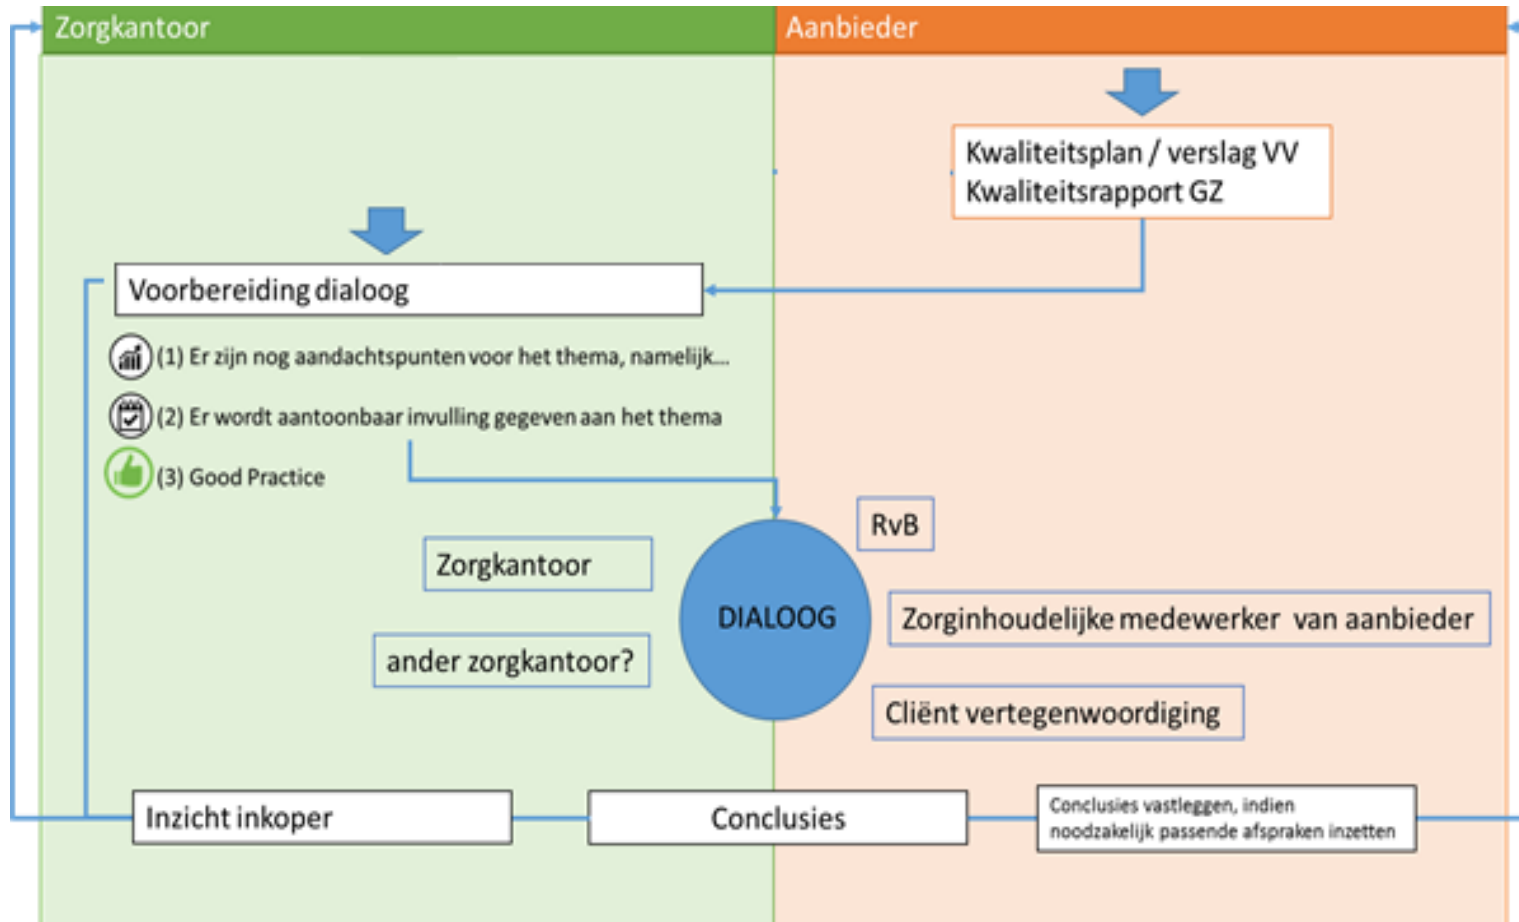 Zorgkantoor
Aanbieder
Kwaliteitsplan / verslag VV
Kwaliteitsrapport GZ
Voorbereiding dialoog
(1) Er zijn nog aandachtspunten voor het thema, namelijk...
(2) Er wordt aantoonbaar invulling gegeven aan het thema
(3) Good Practice
RvB
Zorgkantoor
DIALOOG
Zorginhoudelijke medewerker van aanbieder
ander zorgkantoor?
Cliënt vertegenwoordiging
Inzicht inkoper
Conclusies
Conclusies vastleggen, indien
noodzakelijk passende afspraken inzetten